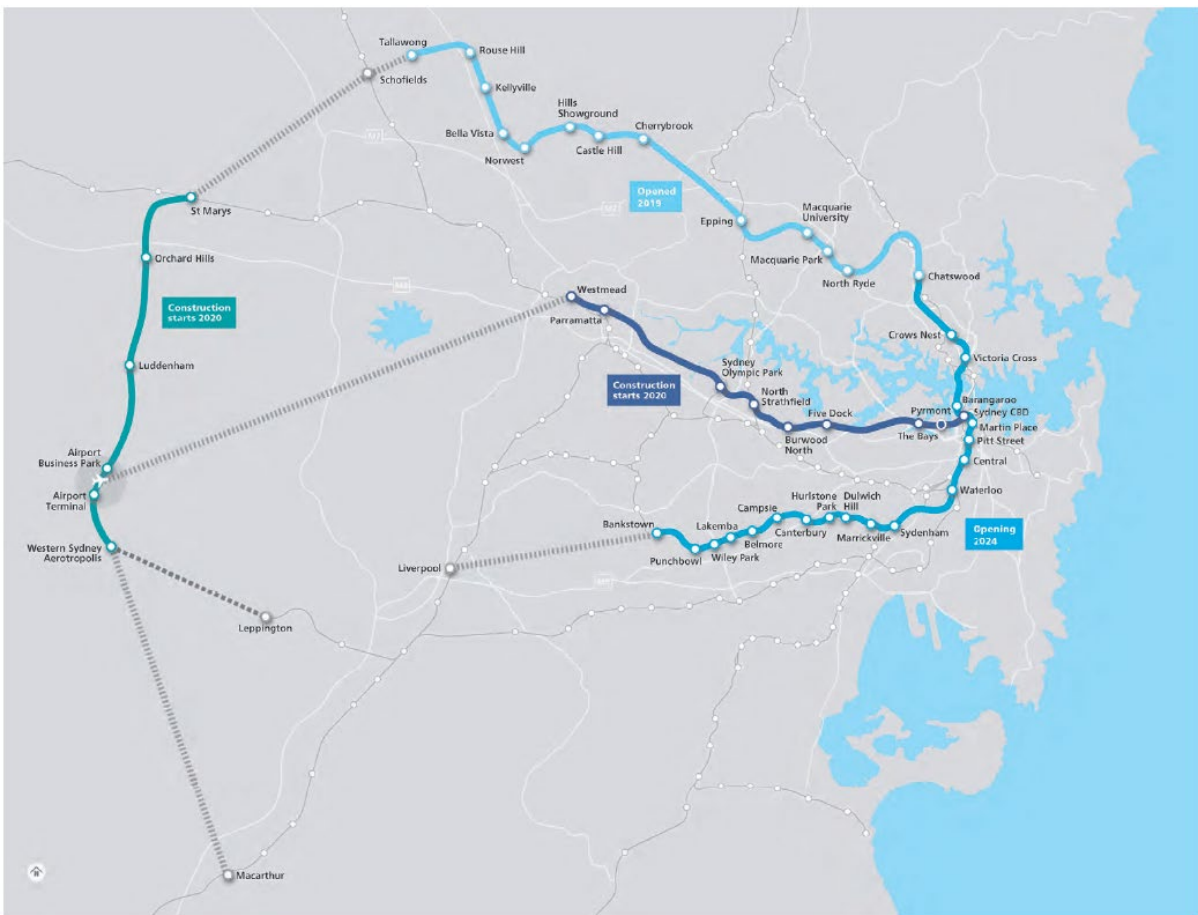 Tallawong
Rouse Hill
Schofields
Kellyville
Hills
Showground
Cherrybrook
Bella Vista
Norwest
Castle Hill
Opened
2019
St Marys
Macquarie
University
Epping
Macquarie Park
North Ryde
Chatswood
Orchard Hills
Westmead
Construction
starts 2020
Parramatta
Crows Nest
Victoria Cross
Luddenham
Sydney
Olympic Park
Construction
starts 2020
North
Strathfield
Five Dock
Pyrmont
Barangaroo
Sydney CBD
Martin Place
The Bays
Burwood
North
Pitt Street
Central
Airport
Business Park
Airport
Terminal
Waterloo
Western Sydney
Aerotropolis
Bankstown
Lakemba
Campsie
Hurlstone
Park
Dulwich
Hill
Punchbowl
Wiley Park
Belmore
Canterbury
Marrickville
Sydenham
Opening
2024
Liverpool
Leppington
Macarthur